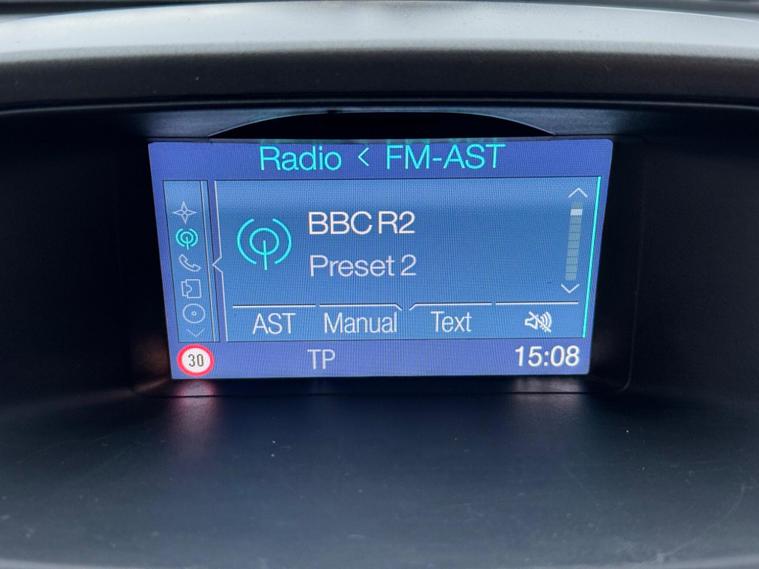 Radio < FM-AST
BBC R2
Preset 2
AST Manual Text
30 TP 15:08